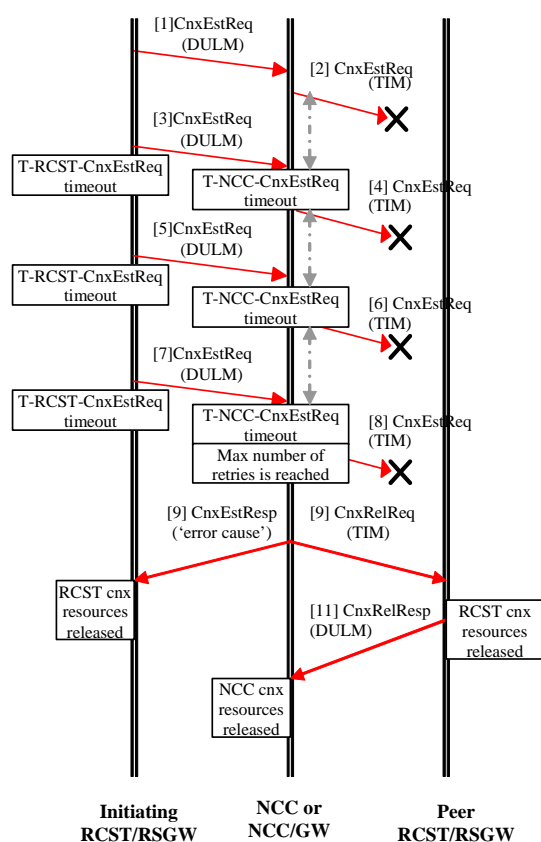 [1]CnxEstReq
(DULM)
[2] CnxEstReq
(TIM)
[3]CnxEstReq
(DULM)
T-RCST-CnxEstReq
timeout
T-NCC-CnxEstReq
timeout
[4] CnxEstReq
(TIM)
[5]CnxEstReq
(DULM)
T-RCST-CnxEstReq
timeout
T-NCC-CnxEstReq
timeout
[6] CnxEstReq
(TIM)
[7]CnxEstReq
(DULM)
T-RCST-CnxEstReq
timeout
T-NCC-CnxEstReq
timeout
Max number of
retries is reached
[8] CnxEstReq
(TIM)
[9] CnxEstResp
(‘error cause’)
[9] CnxRelReq
(TIM)
RCST cnx
resources
released
[11] CnxRelResp
(DULM)
RCST cnx
resources
released
NCC cnx
resources
released
Initiating
RCST/RSGW
NCC or
NCC/GW
Peer
RCST/RSGW